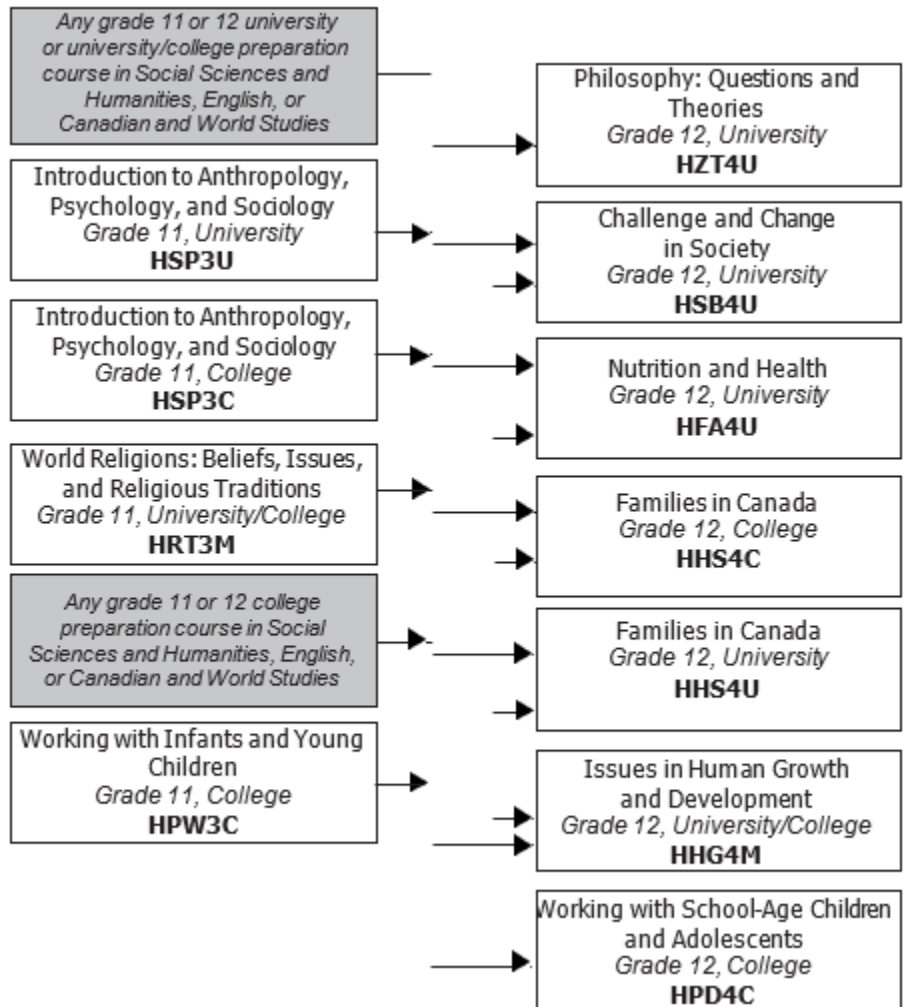 Any grade 11 or 12 university
or university/college preparation
course in Social Sciences and
Humanities, English, or
Canadian and World Studies
Introduction to Anthropology,
Psychology, and Sociology
Grade 11, University
HSP3U
Introduction to Anthropology,
Psychology, and Sociology
Grade 11, College
HSP3C
World Religions: Beliefs, Issues,
and Religious Traditions
Grade 11, University/College
HRT3M
Any grade 11 or 12 college
preparation course in Social
Sciences and Humanities, English,
or Canadian and World Studies
Working with Infants and Young
Children
Grade 11, College
HPW3C
Philosophy: Questions and
Theories
Grade 12, University
HZT4U
Challenge and Change
in Society
Grade 12, University
HSB4U
Nutrition and Health
Grade 12, University
HFA4U
Families in Canada
Grade 12, College
HHS4C
Families in Canada
Grade 12, University
HHS4U
Issues in Human Growth
and Development
Grade 12, University/College
HHG4M
Working with School-Age Children
and Adolescents
Grade 12, College
HPD4C